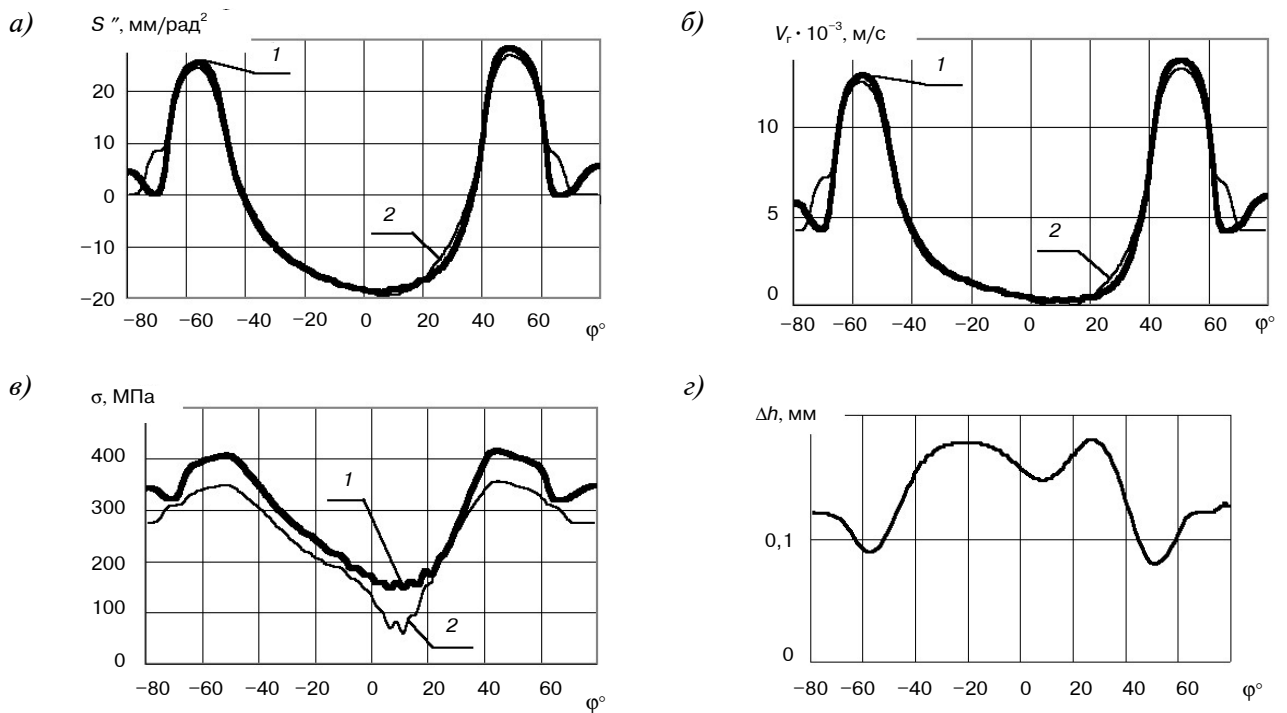 а)
S ″, мм/рад²
1
20
10
0
−10
−20
2
−80 −60 −40 −20 0 20 40 60
φ°
б)
Vг · 10⁻³, м/с
1
10
5
0
2
−80 −60 −40 −20 0 20 40 60 φ°
в)
σ, МПа
400
300
200
100
0
1
2
−80 −60 −40 −20 0 20 40 60
φ°
г)
Δh, мм
0,1
0
−80 −60 −40 −20 0 20 40 60 φ°